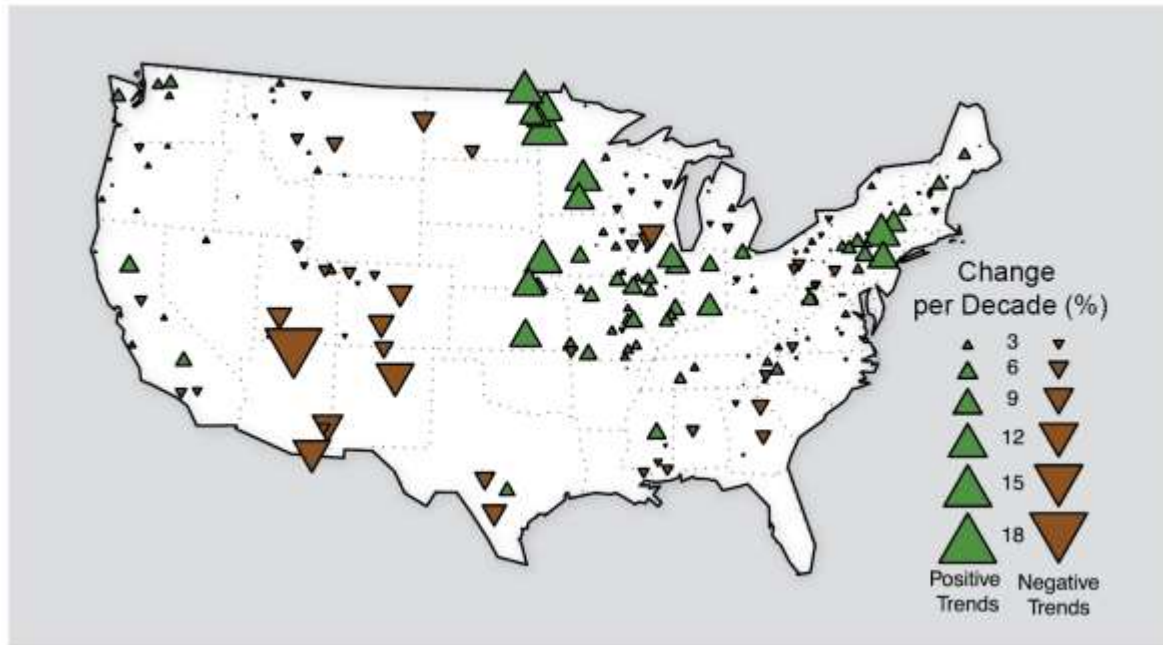 Change
per Decade (%)
3
6
9
12
15
18
Positive Negative
Trends Trends